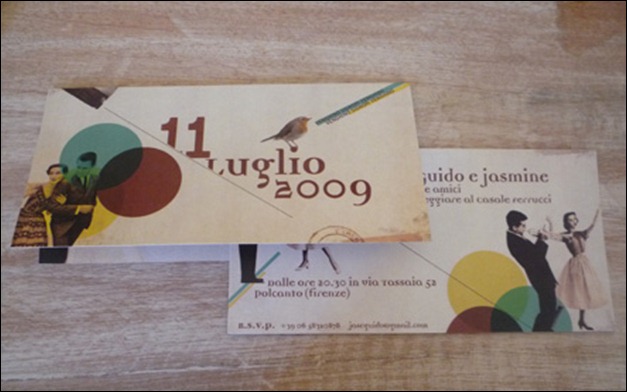 11
Luglio
2009
guido e jasmine
e amici
eggiare al casale ferrucci
Dalle ore 20.30 in via Tassaia 52
Polcanto (Firenze)
R.S.V.P.